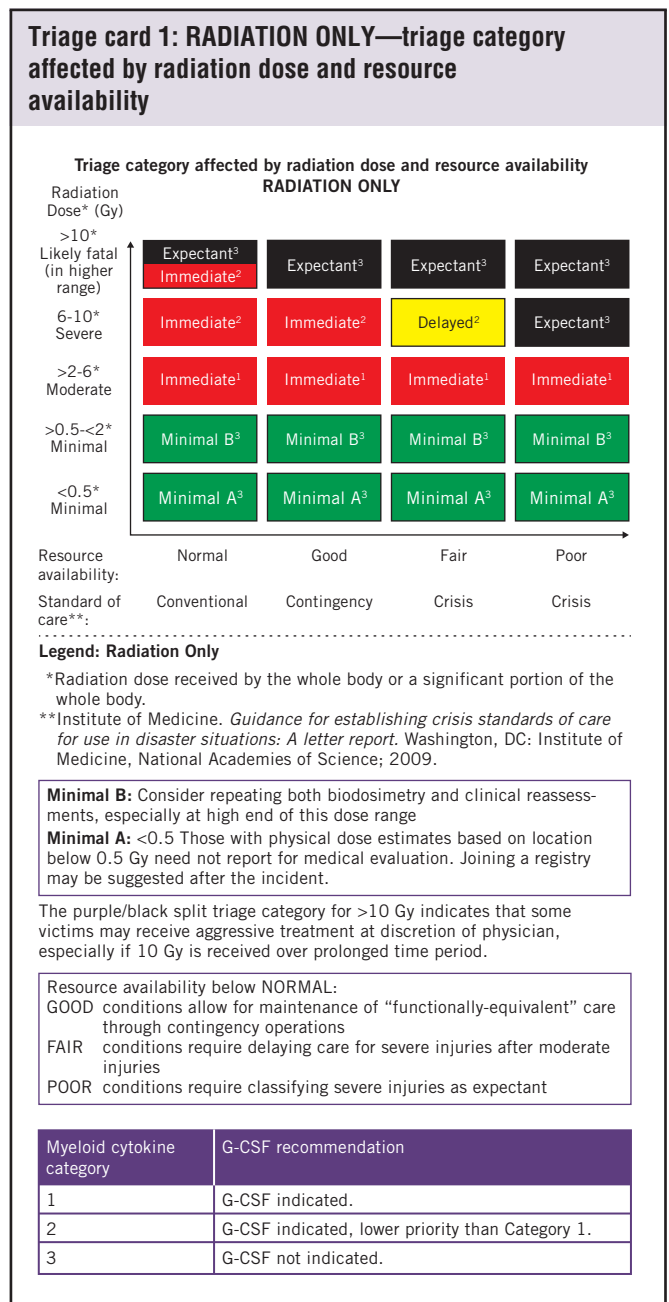 Triage card 1: RADIATION ONLY—triage category
affected by radiation dose and resource
availability
Triage category affected by radiation dose and resource availability
RADIATION ONLY
Radiation
Dose* (Gy)
>10*
Likely fatal
(in higher
range)
Expectant³
Immediate²
Expectant³
Expectant³
Expectant³
6-10*
Severe
Immediate²
Immediate²
Delayed²
Expectant³
>2-6*
Moderate
Immediate¹
Immediate¹
Immediate¹
Immediate¹
>0.5-<2*
Minimal
Minimal B³
Minimal B³
Minimal B³
Minimal B³
<0.5*
Minimal
Minimal A³
Minimal A³
Minimal A³
Minimal A³
Resource
availability:
Normal
Good
Fair
Poor
Standard of
care**:
Conventional
Contingency
Crisis
Crisis
Legend: Radiation Only
*Radiation dose received by the whole body or a significant portion of the
whole body.
**Institute of Medicine. Guidance for establishing crisis standards of care
for use in disaster situations: A letter report. Washington, DC: Institute of
Medicine, National Academies of Science; 2009.
Minimal B: Consider repeating both biodosimetry and clinical reassess-
ments, especially at high end of this dose range
Minimal A: <0.5 Those with physical dose estimates based on location
below 0.5 Gy need not report for medical evaluation. Joining a registry
may be suggested after the incident.
The purple/black split triage category for >10 Gy indicates that some
victims may receive aggressive treatment at discretion of physician,
especially if 10 Gy is received over prolonged time period.
Resource availability below NORMAL:
GOOD conditions allow for maintenance of “functionally-equivalent” care
through contingency operations
FAIR conditions require delaying care for severe injuries after moderate
injuries
POOR conditions require classifying severe injuries as expectant
Myeloid cytokine
category
G-CSF recommendation
1
G-CSF indicated.
2
G-CSF indicated, lower priority than Category 1.
3
G-CSF not indicated.